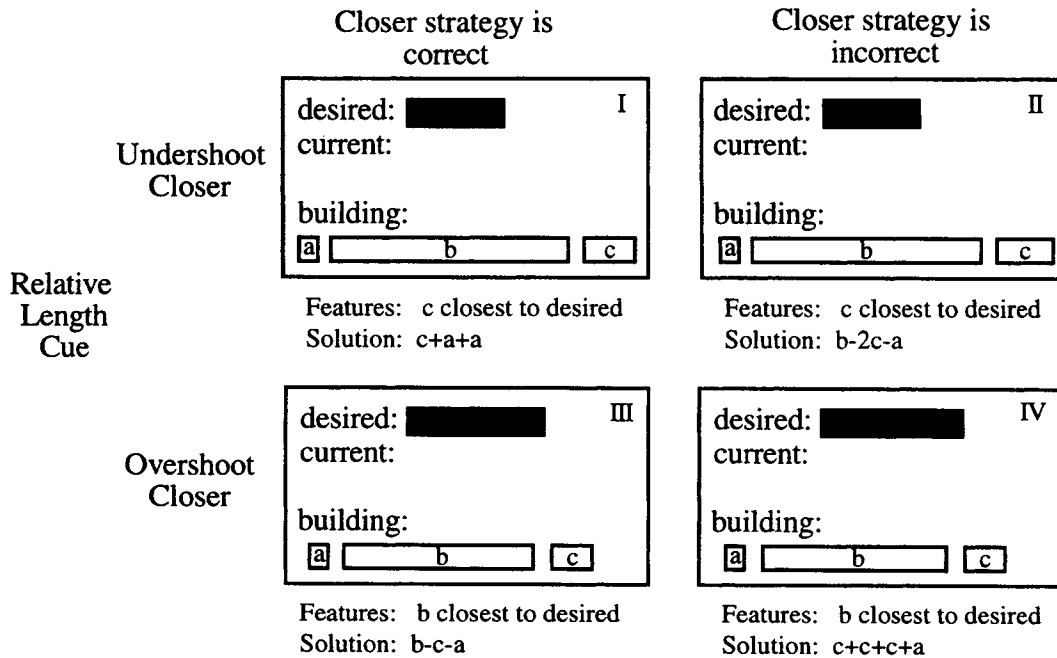 Closer strategy is
correct
Closer strategy is
incorrect
Relative
Length
Cue
Undershoot
Closer
desired: I
current:
building:
a b c
Features: c closest to desired
Solution: c+a+a
desired: II
current:
building:
a b c
Features: c closest to desired
Solution: b-2c-a
Overshoot
Closer
desired: III
current:
building:
a b c
Features: b closest to desired
Solution: b-c-a
desired: IV
current:
building:
a b c
Features: b closest to desired
Solution: c+c+c+a